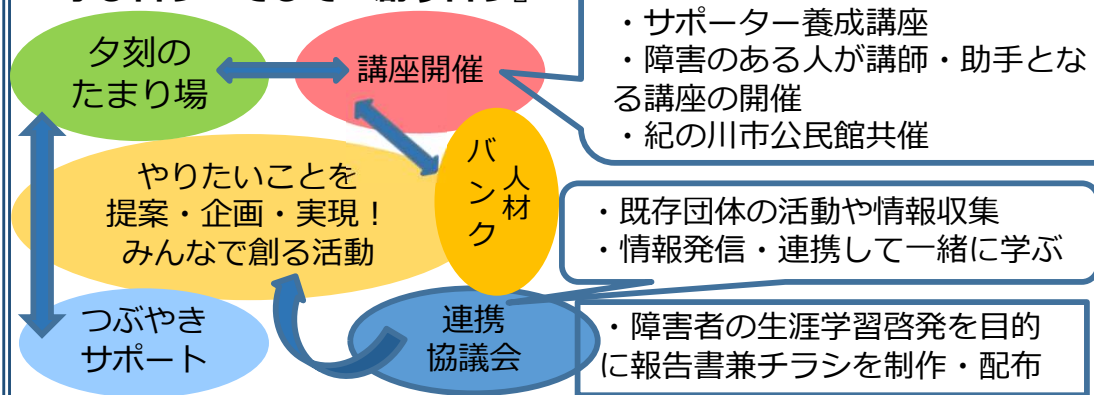 夕刻の
たまり場
講座開催
・サポーター養成講座
・障害のある人が講師・助手とな
る講座の開催
・紀の川市公民館共催
人材
バンク
やりたいことを
提案・企画・実現！
みんなで創る活動
・既存団体の活動や情報収集
・情報発信・連携して一緒に学ぶ
つぶやき
サポート
連携
協議会
・障害者の生涯学習啓発を目的
に報告書兼チラシを制作・配布